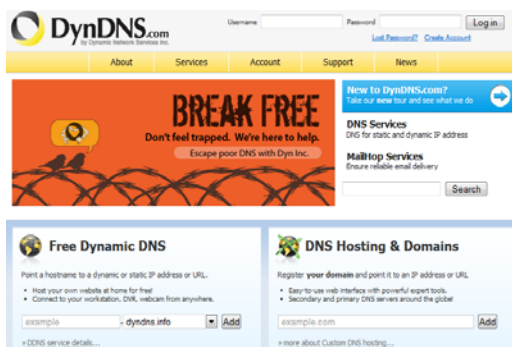 DynDNS.com
by Dynamic Network Services Inc.
Username
Password
Log in
Lost Password? Create Account
About Services Account Support News
BREAK FREE
Don't feel trapped. We're here to help.
Escape poor DNS with Dyn Inc.
New to DynDNS.com?
Take our new tour and see what we do
DNS Services
DNS for static and dynamic IP address
MailHop Services
Ensure reliable email delivery
Search
Free Dynamic DNS
Point a hostname to a dynamic or static IP address or URL.
• Host your own website at home for free!
• Connect to your workstation, DVR, webcam from anywhere.
example . dyndns.info Add
» DDNS service details...
DNS Hosting & Domains
Register your domain and point it to an IP address or URL.
• Easy-to-use web interface with powerful expert tools.
• Secondary and primary DNS servers around the globe!
example.com Add
» more about Custom DNS hosting...